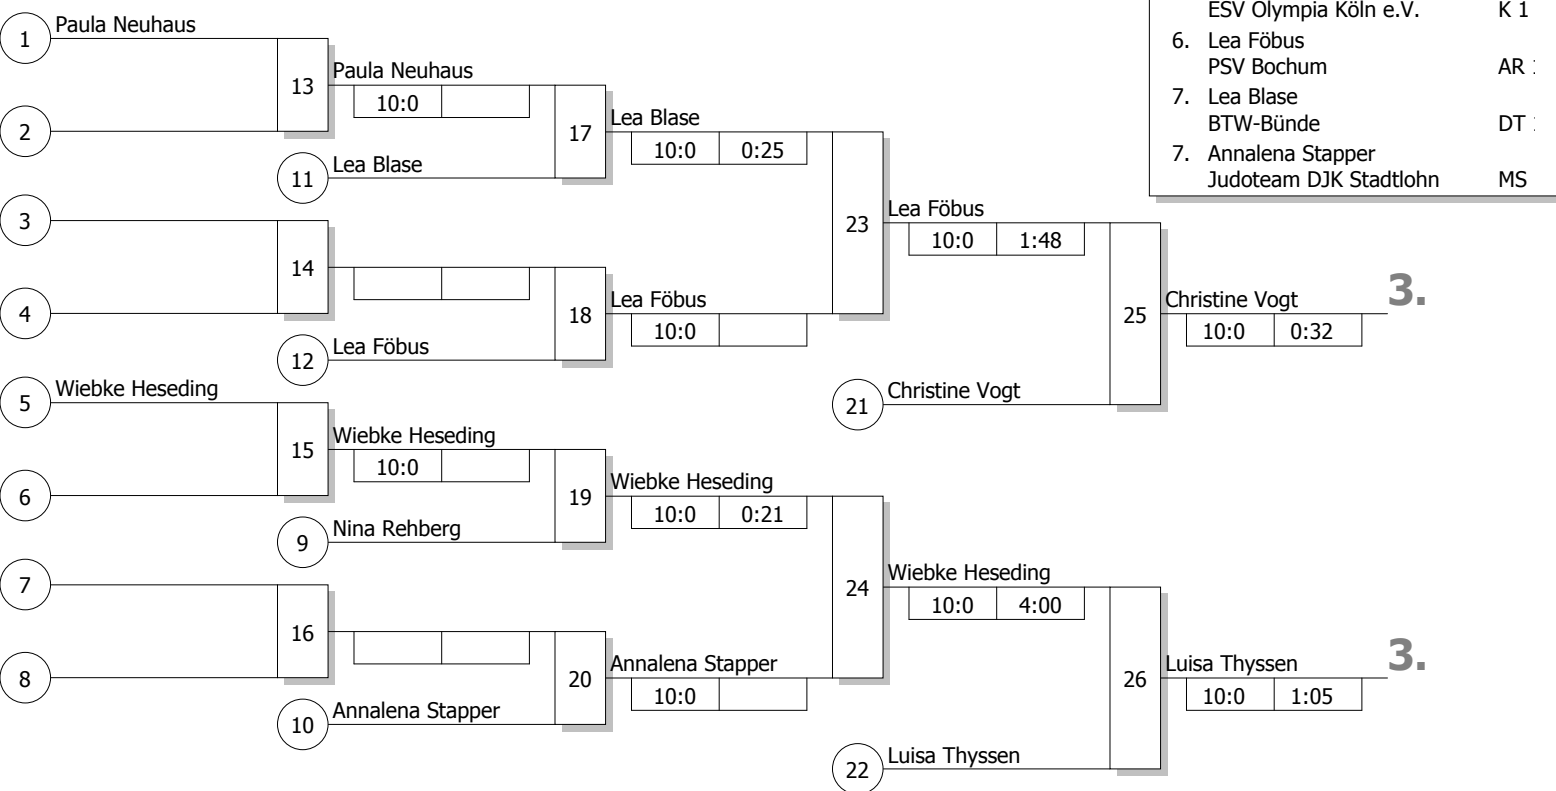 ESV Olympia Köln e.V. K 1
6. Lea Föbus
PSV Bochum AR
7. Lea Blase
BTW-Bünde DT
7. Annalena Stapper
Judoteam DJK Stadtlohn MS
1 Paula Neuhaus
13 Paula Neuhaus
10:0
2
17 Lea Blase
10:0 0:25
11 Lea Blase
3
23 Lea Föbus
10:0 1:48
14
4
18 Lea Föbus
10:0
12 Lea Föbus
25 Christine Vogt 3.
10:0 0:32
5 Wiebke Heseding
21 Christine Vogt
15 Wiebke Heseding
10:0
6
19 Wiebke Heseding
10:0 0:21
9 Nina Rehberg
7
24 Wiebke Heseding
10:0 4:00
16
8
20 Annalena Stapper
10:0
10 Annalena Stapper
26 Luisa Thyssen 3.
10:0 1:05
22 Luisa Thyssen